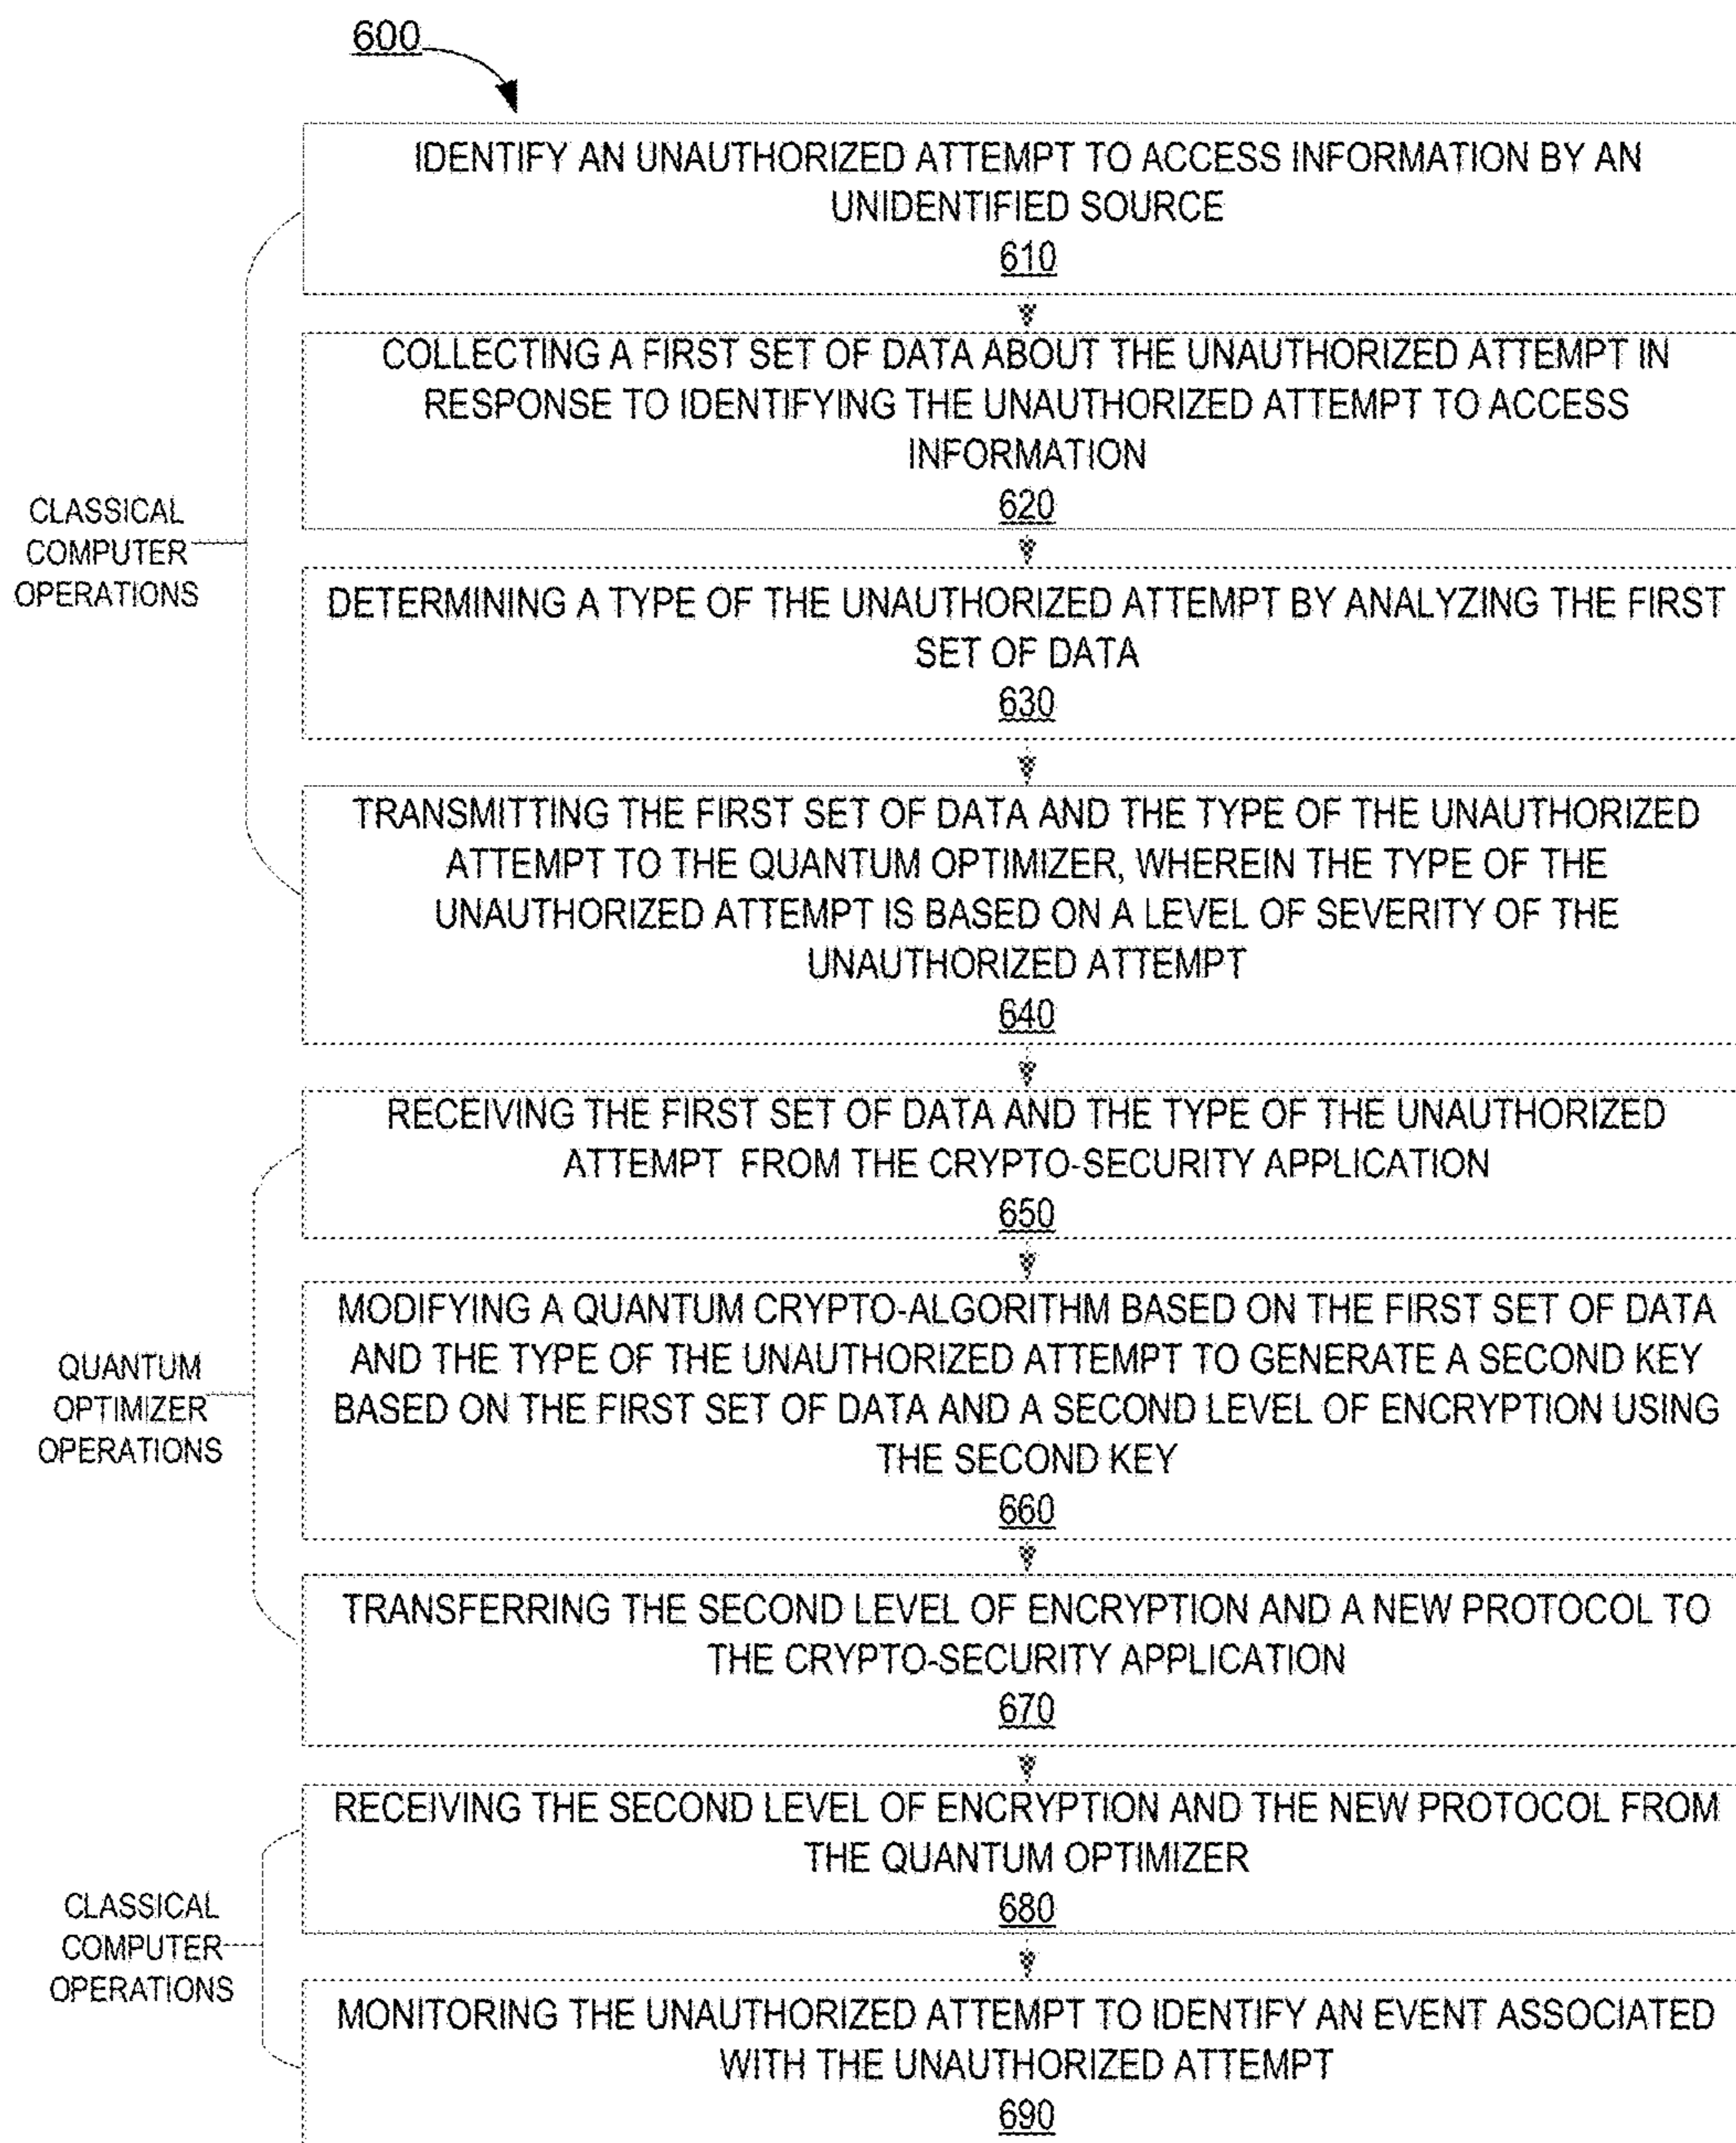 600
IDENTIFY AN UNAUTHORIZED ATTEMPT TO ACCESS INFORMATION BY AN
UNIDENTIFIED SOURCE
610
COLLECTING A FIRST SET OF DATA ABOUT THE UNAUTHORIZED ATTEMPT IN
RESPONSE TO IDENTIFYING THE UNAUTHORIZED ATTEMPT TO ACCESS
INFORMATION
620
CLASSICAL
COMPUTER
OPERATIONS
DETERMINING A TYPE OF THE UNAUTHORIZED ATTEMPT BY ANALYZING THE FIRST
SET OF DATA
630
TRANSMITTING THE FIRST SET OF DATA AND THE TYPE OF THE UNAUTHORIZED
ATTEMPT TO THE QUANTUM OPTIMIZER, WHEREIN THE TYPE OF THE
UNAUTHORIZED ATTEMPT IS BASED ON A LEVEL OF SEVERITY OF THE
UNAUTHORIZED ATTEMPT
640
RECEIVING THE FIRST SET OF DATA AND THE TYPE OF THE UNAUTHORIZED
ATTEMPT FROM THE CRYPTO-SECURITY APPLICATION
650
QUANTUM
OPTIMIZER
OPERATIONS
MODIFYING A QUANTUM CRYPTO-ALGORITHM BASED ON THE FIRST SET OF DATA
AND THE TYPE OF THE UNAUTHORIZED ATTEMPT TO GENERATE A SECOND KEY
BASED ON THE FIRST SET OF DATA AND A SECOND LEVEL OF ENCRYPTION USING
THE SECOND KEY
660
TRANSFERRING THE SECOND LEVEL OF ENCRYPTION AND A NEW PROTOCOL TO
THE CRYPTO-SECURITY APPLICATION
670
RECEIVING THE SECOND LEVEL OF ENCRYPTION AND THE NEW PROTOCOL FROM
THE QUANTUM OPTIMIZER
680
CLASSICAL
COMPUTER
OPERATIONS
MONITORING THE UNAUTHORIZED ATTEMPT TO IDENTIFY AN EVENT ASSOCIATED
WITH THE UNAUTHORIZED ATTEMPT
690